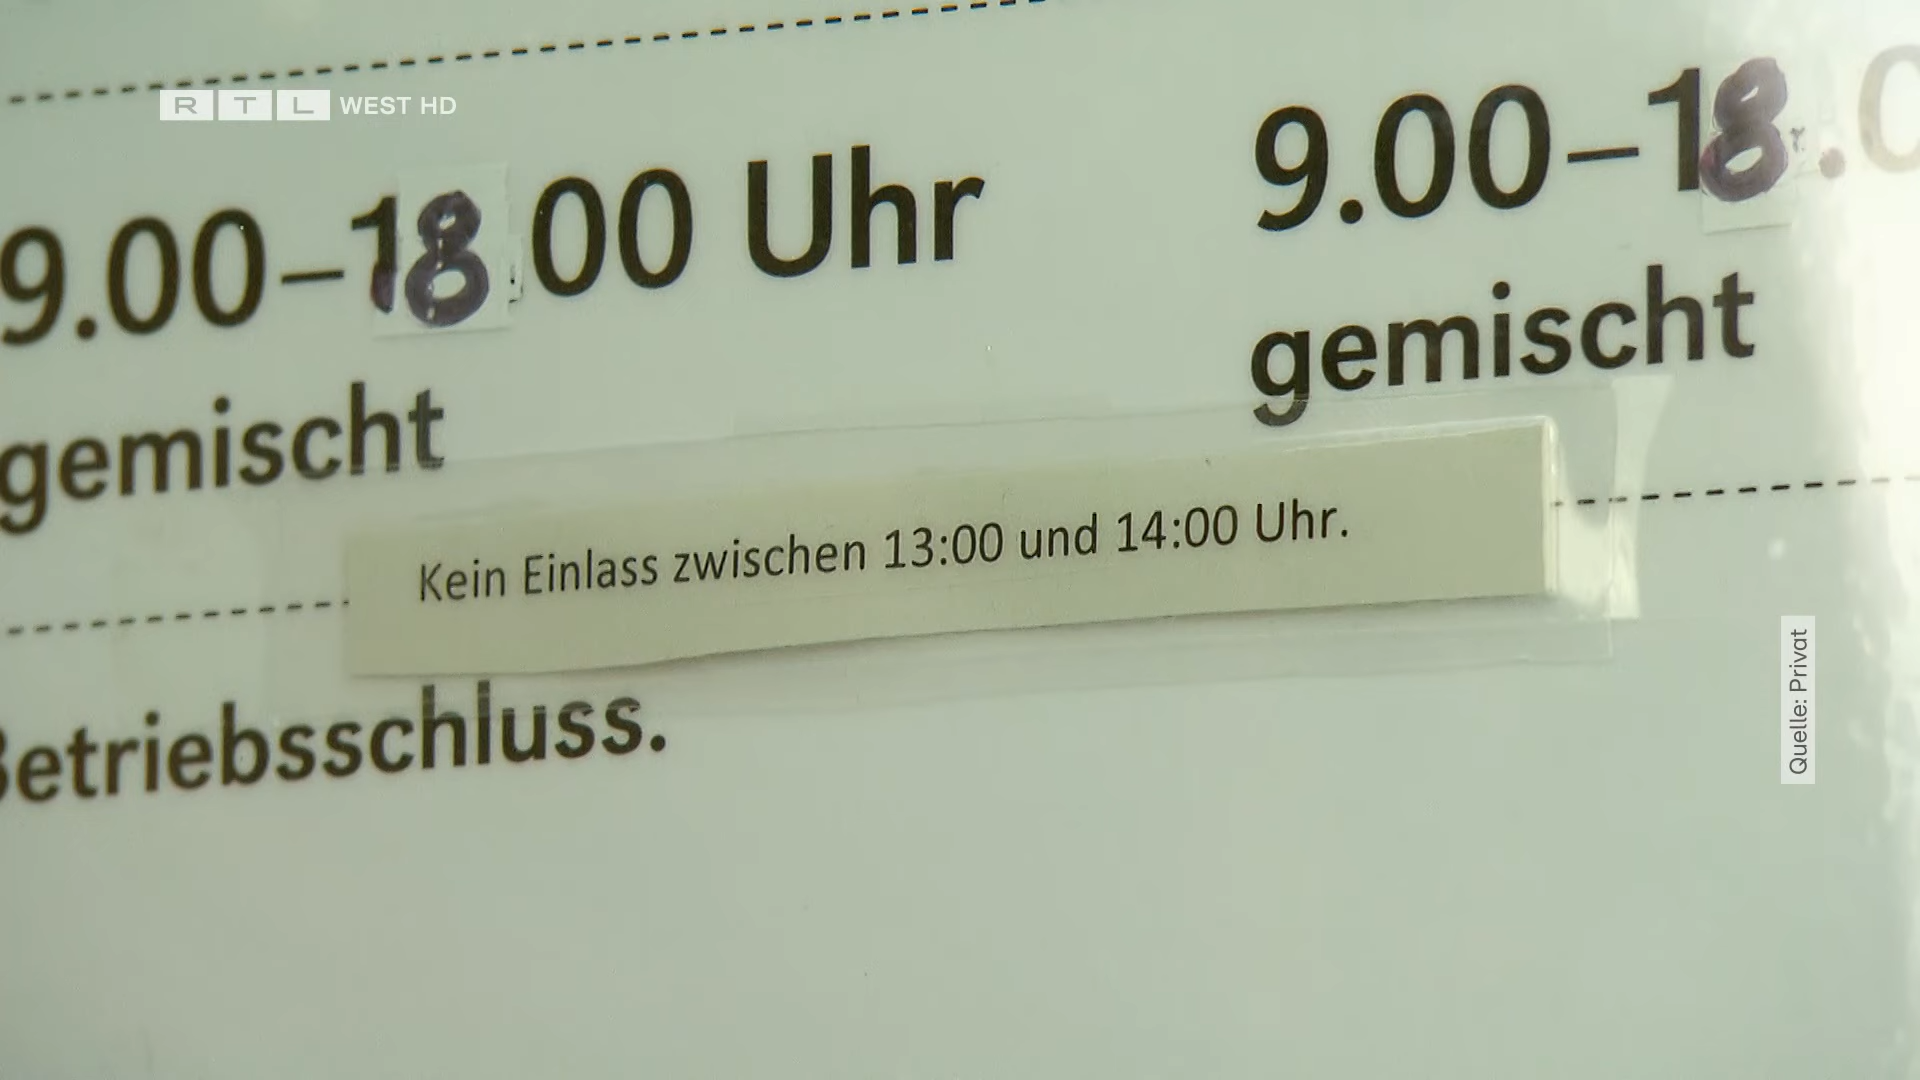 RTL WEST HD
9.00–18.00 Uhr
9.00–18.0
gemischt
gemischt
Kein Einlass zwischen 13:00 und 14:00 Uhr.
Betriebsschluss.
Quelle: Privat